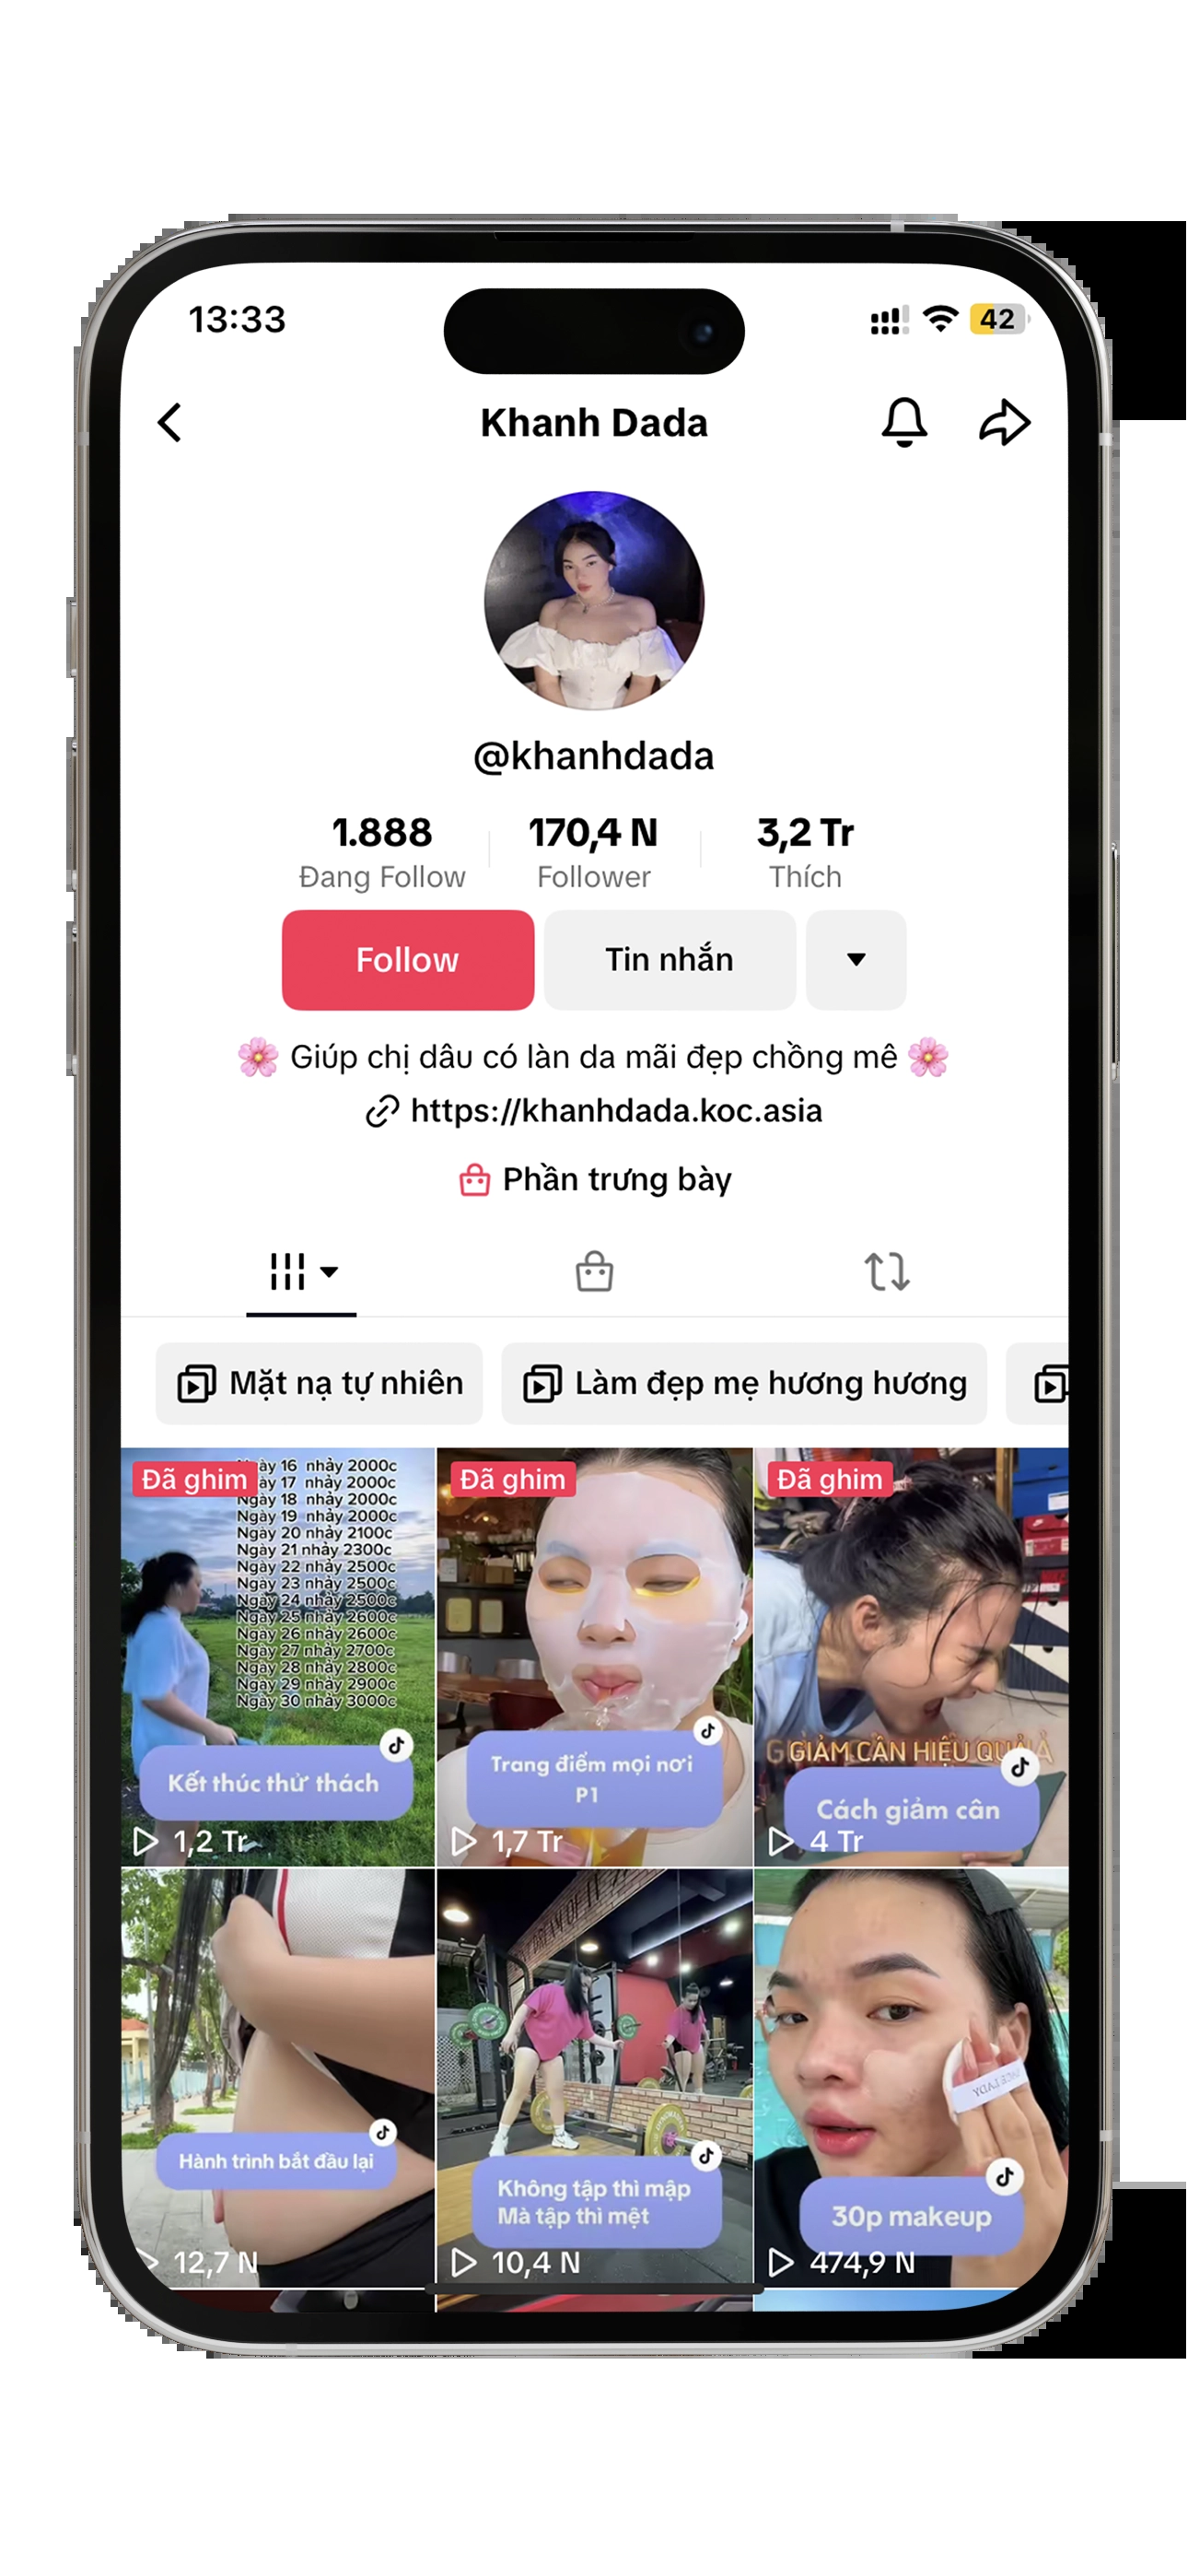 13:33
42
Khanh Dada
@khanhdada
1.888
170,4 N
3,2 Tr
Đang Follow
Follower
Thích
Follow
Tin nhắn
🌸 Giúp chị dâu có làn da mãi đẹp chồng mê 🌸
https://khanhdada.koc.asia
Phần trưng bày
Mặt nạ tự nhiên
Làm đẹp mẹ hương hương
Đã ghim
ày 16 nhảy 2000c
ày 17 nhảy 2000c
Ngày 18 nhảy 2000c
Ngày 19 nhảy 2000c
Ngày 20 nhảy 2100c
Ngày 21 nhảy 2300c
Ngày 22 nhảy 2500c
Ngày 23 nhảy 2500c
Ngày 24 nhảy 2500c
Ngày 25 nhảy 2600c
Ngày 26 nhảy 2600c
Ngày 27 nhảy 2700c
Ngày 28 nhảy 2800c
Ngày 29 nhảy 2900c
Ngày 30 nhảy 3000c
Kết thúc thử thách
1,2 Tr
Đã ghim
Trang điểm mọi nơi
P1
1,7 Tr
Đã ghim
GIẢM CÂN HIỆU QUẢ
Cách giảm cân
4 Tr
Hành trình bắt đầu lại
12,7 N
Không tập thì mập
Mà tập thì mệt
10,4 N
30p makeup
474,9 N